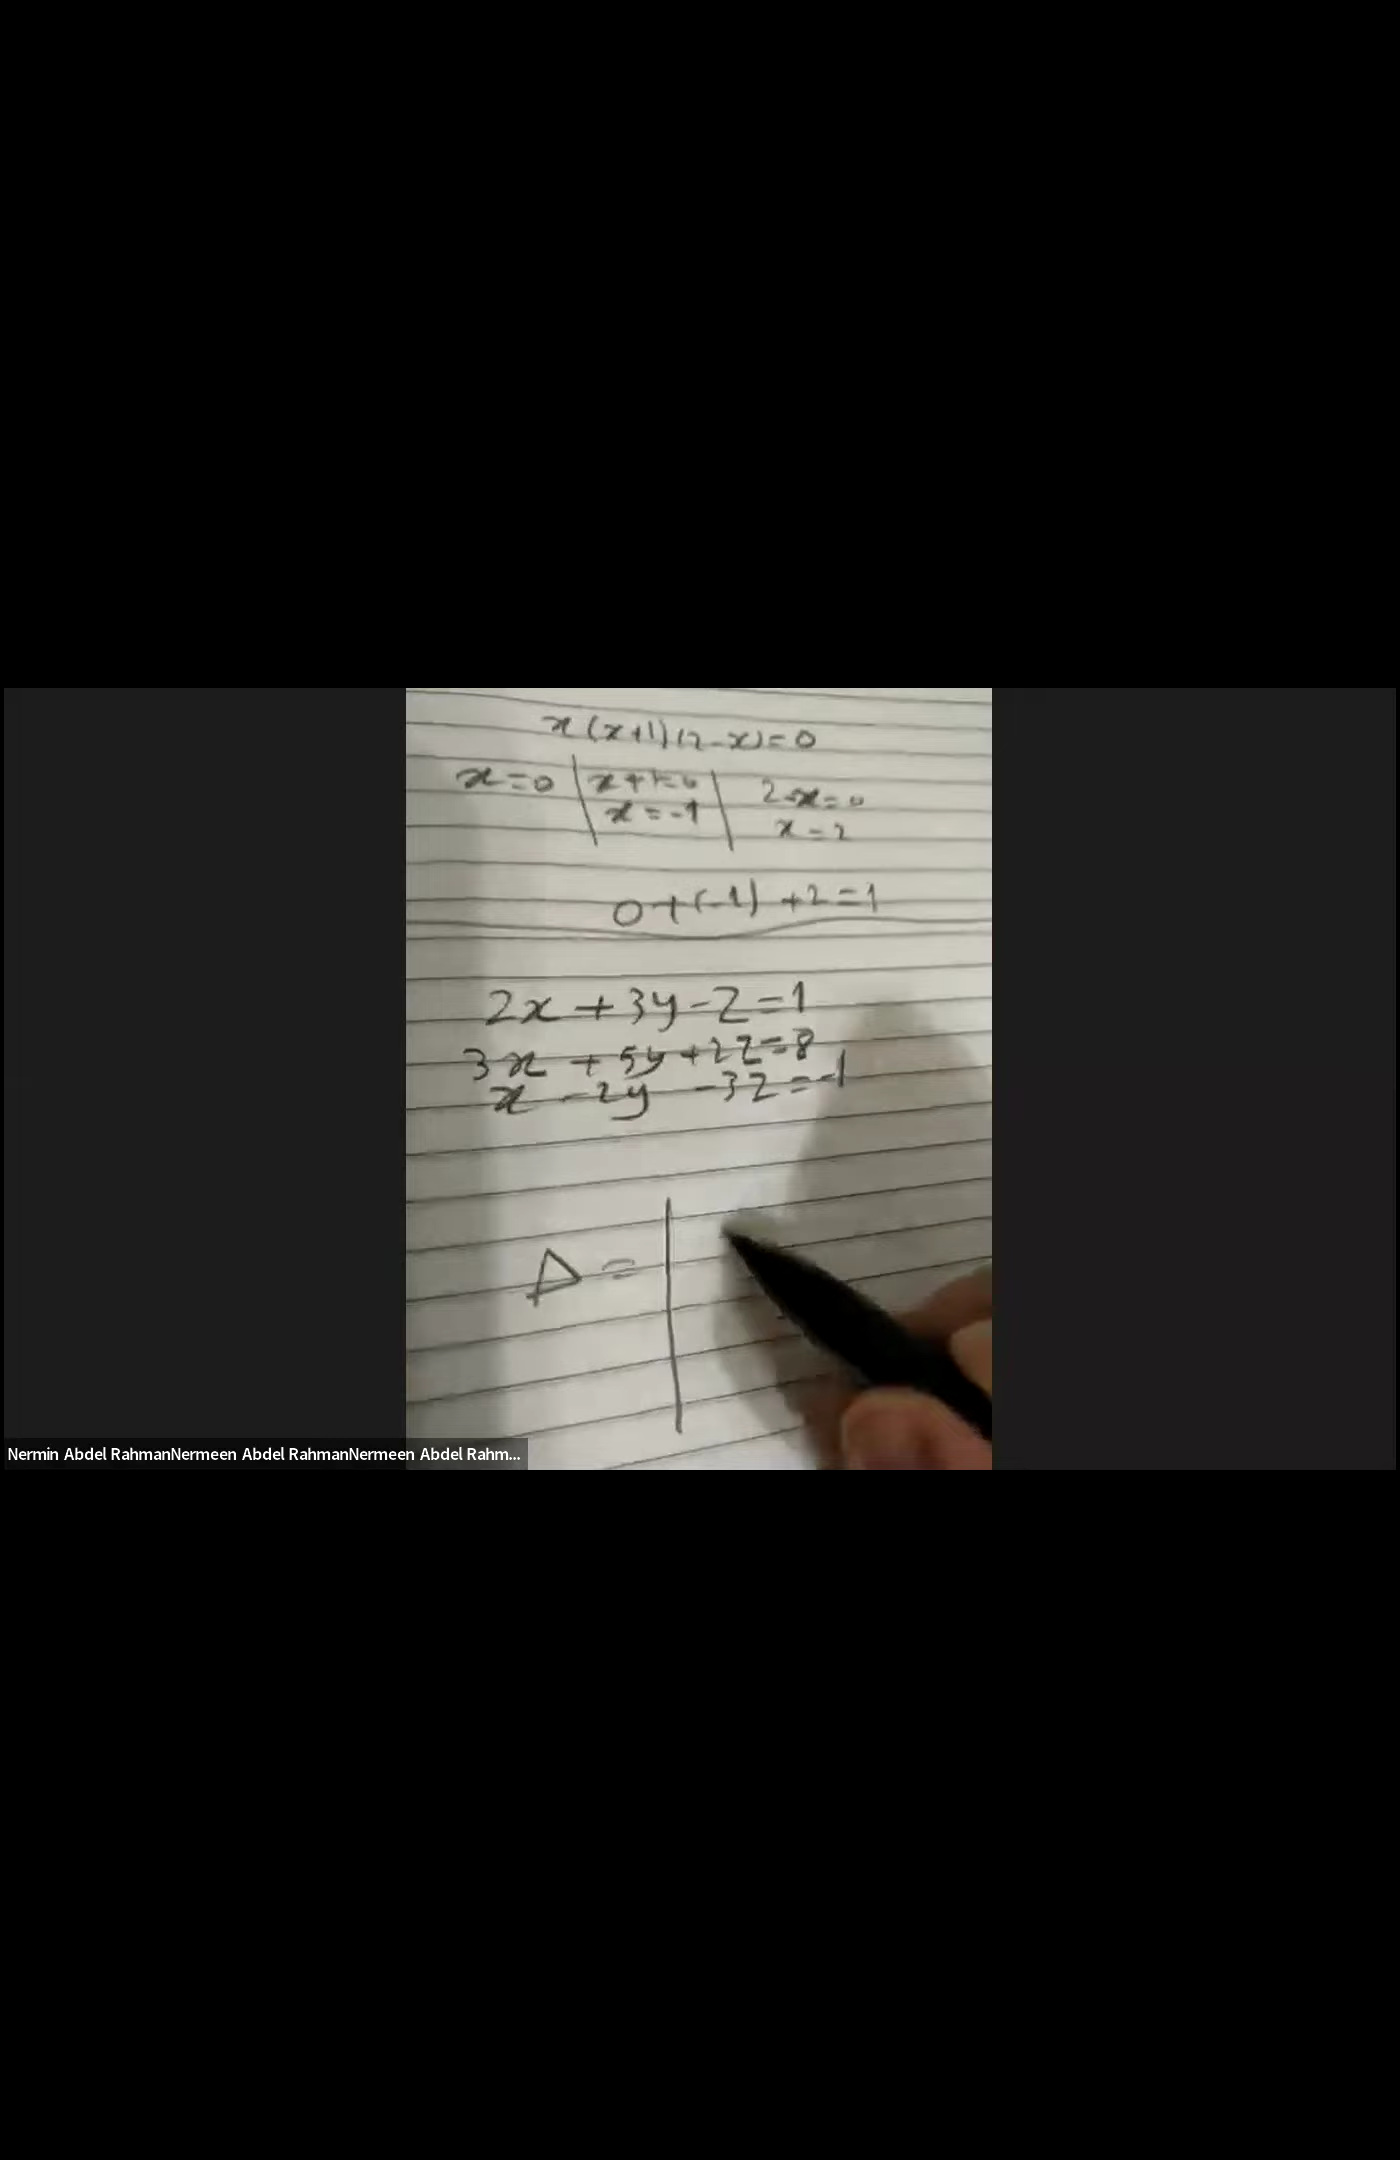 x(x+1)(2-x)=0
x=0 | x+1=0 | 2-x=0
x=-1 | x=2
0+(-1)+2=1
2x+3y-z=1
3x+5y+2z=8
x-2y-3z=-1
Δ= |
Nermin Abdel RahmanNermeen Abdel RahmanNermeen Abdel Rahm...